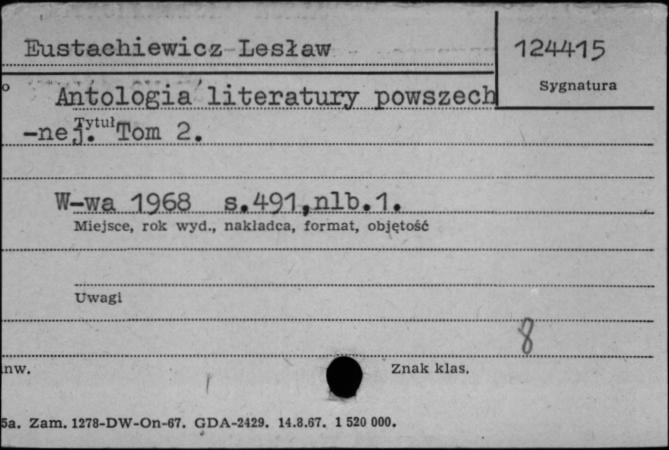 Eustachiewicz Lesław
124415
Sygnatura
o
Antologia literatury powszech
-nej. Tom 2.
Tytuł
W-wa 1968 s.491,nlb.1.
Miejsce, rok wyd., nakładca, format, objętość
Uwagi
8
nw.
Znak klas.
5a. Zam. 1278-DW-On-67. GDA-2429. 14.8.67. 1 520 000.